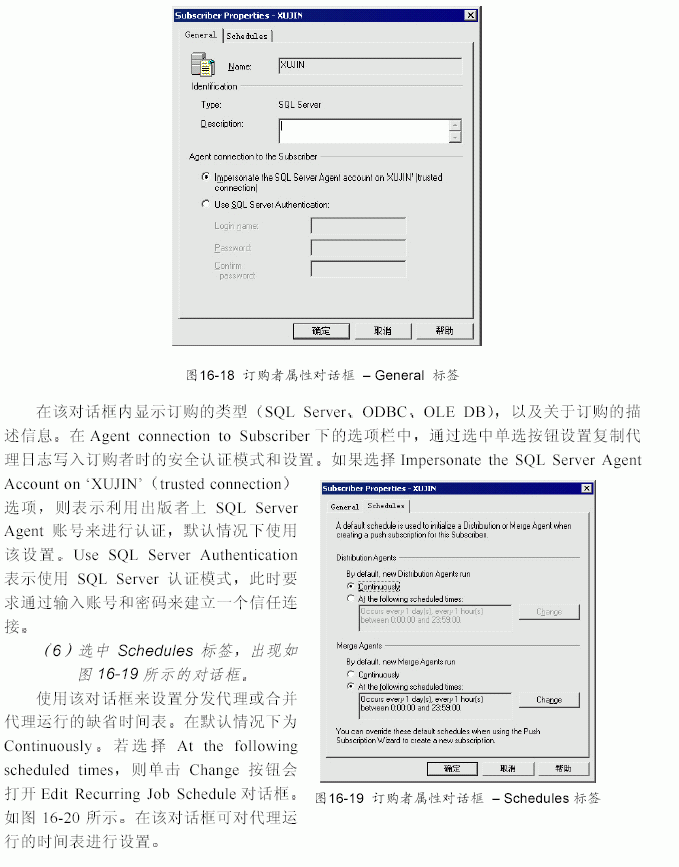 Subscriber Properties - XUJIN
General
Schedules
Name:
XUJIN
Identification
Type:
SQL Server
Description:
Agent connection to the Subscriber
Impersonate the SQL Server Agent account on 'XUJIN' (trusted
connection)
Use SQL Server Authentication:
Login name:
Password:
Confirm
password:
确定
取消
帮助
图16-18 订购者属性对话框 – General 标签
在该对话框内显示订购的类型（SQL Server、ODBC、OLE DB），以及关于订购的描
述信息。在 Agent connection to Subscriber 下的选项栏中，通过选中单选按钮设置复制代
理日志写入订购者时的安全认证模式和设置。如果选择 Impersonate the SQL Server Agent
Account on ‘XUJIN’（trusted connection）
选项，则表示利用出版者上 SQL Server
Agent 账号来进行认证，默认情况下使用
该设置。Use SQL Server Authentication
表示使用 SQL Server 认证模式，此时要
求通过输入账号和密码来建立一个信任连
接。
（6）选中 Schedules 标签，出现如
图 16-19 所示的对话框。
使用该对话框来设置分发代理或合并
代理运行的缺省时间表。在默认情况下为
Continuously。若选择 At the following
scheduled times，则单击 Change 按钮会
打开 Edit Recurring Job Schedule 对话框。
如图 16-20 所示。在该对话框可对代理运
行的时间表进行设置。
Subscriber Properties - XUJIN
General
Schedules
A default schedule is used to initialize a Distribution or Merge Agent when
creating a push subscription for this Subscriber.
Distribution Agents
By default, new Distribution Agents run
Continuously
At the following scheduled times:
Occurs every 1 day(s), every 1 hour(s)
between 0:00:00 and 23:59:00.
Change
Merge Agents
By default, new Merge Agents run
Continuously
At the following scheduled times:
Occurs every 1 day(s), every 1 hour(s)
between 0:00:00 and 23:59:00.
Change
You can override these default schedules when using the Push
Subscription Wizard to create a new subscription.
确定
取消
帮助
图16-19 订购者属性对话框 – Schedules 标签